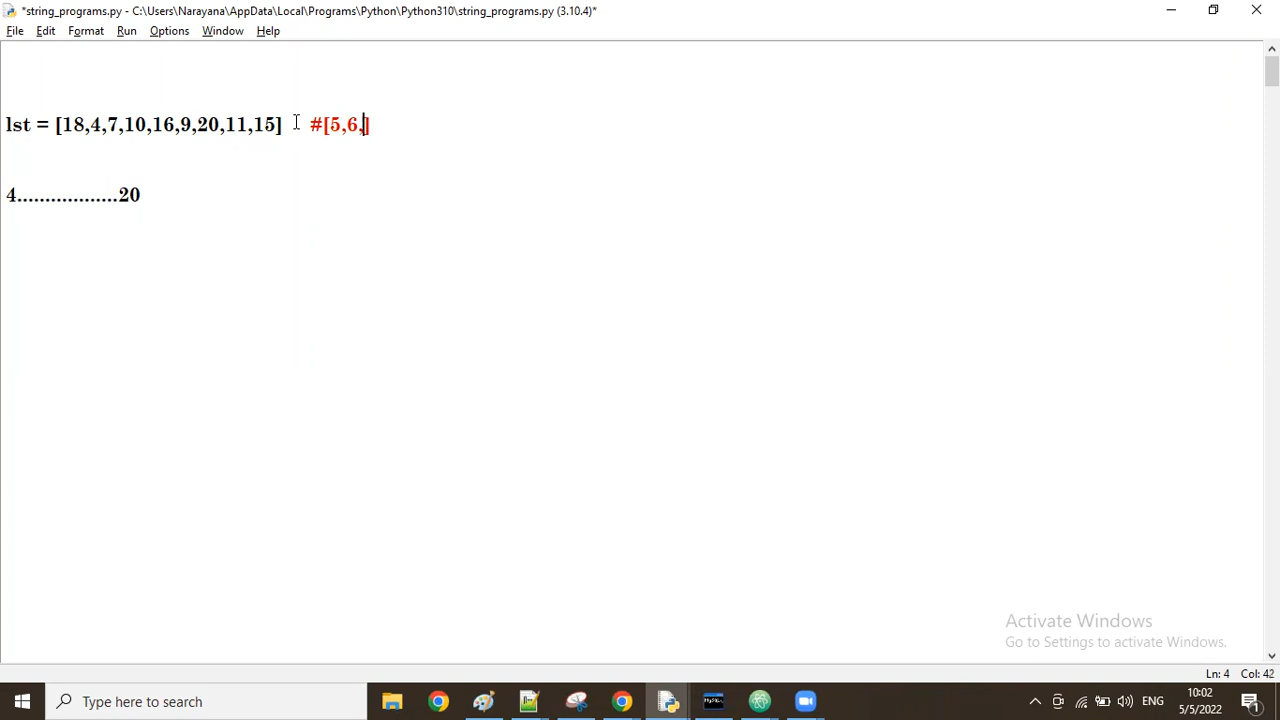 *string_programs.py - C:\Users\Narayana\AppData\Local\Programs\Python\Python310\string_programs.py (3.10.4)*
File Edit Format Run Options Window Help
lst = [18,4,7,10,16,9,20,11,15] #[5,6,]
4..................20
Activate Windows
Go to Settings to activate Windows.
Ln: 4 Col: 42
Type here to search
ENG
10:02
5/5/2022
1